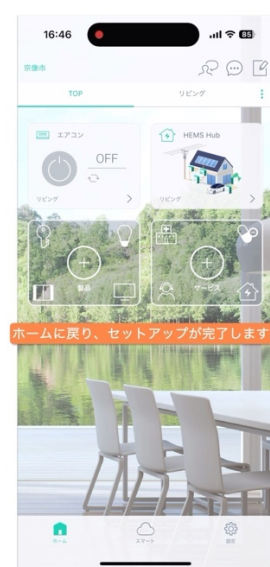 16:46
85
宗像市
TOP
リビング
エアコン
OFF
リビング
HEMS Hub
リビング
製品
サービス
ホームに戻り、セットアップが完了します
ホーム
スマート
設定